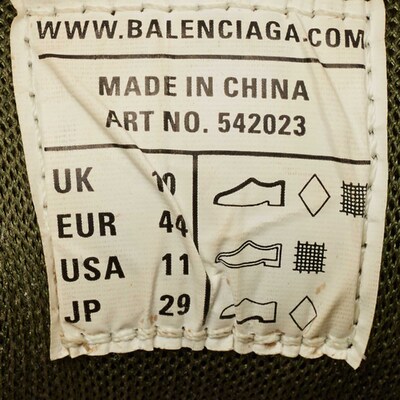 WWW.BALENCIAGA.COM
MADE IN CHINA
ART NO. 542023
UK 10
EUR 44
USA 11
JP 29